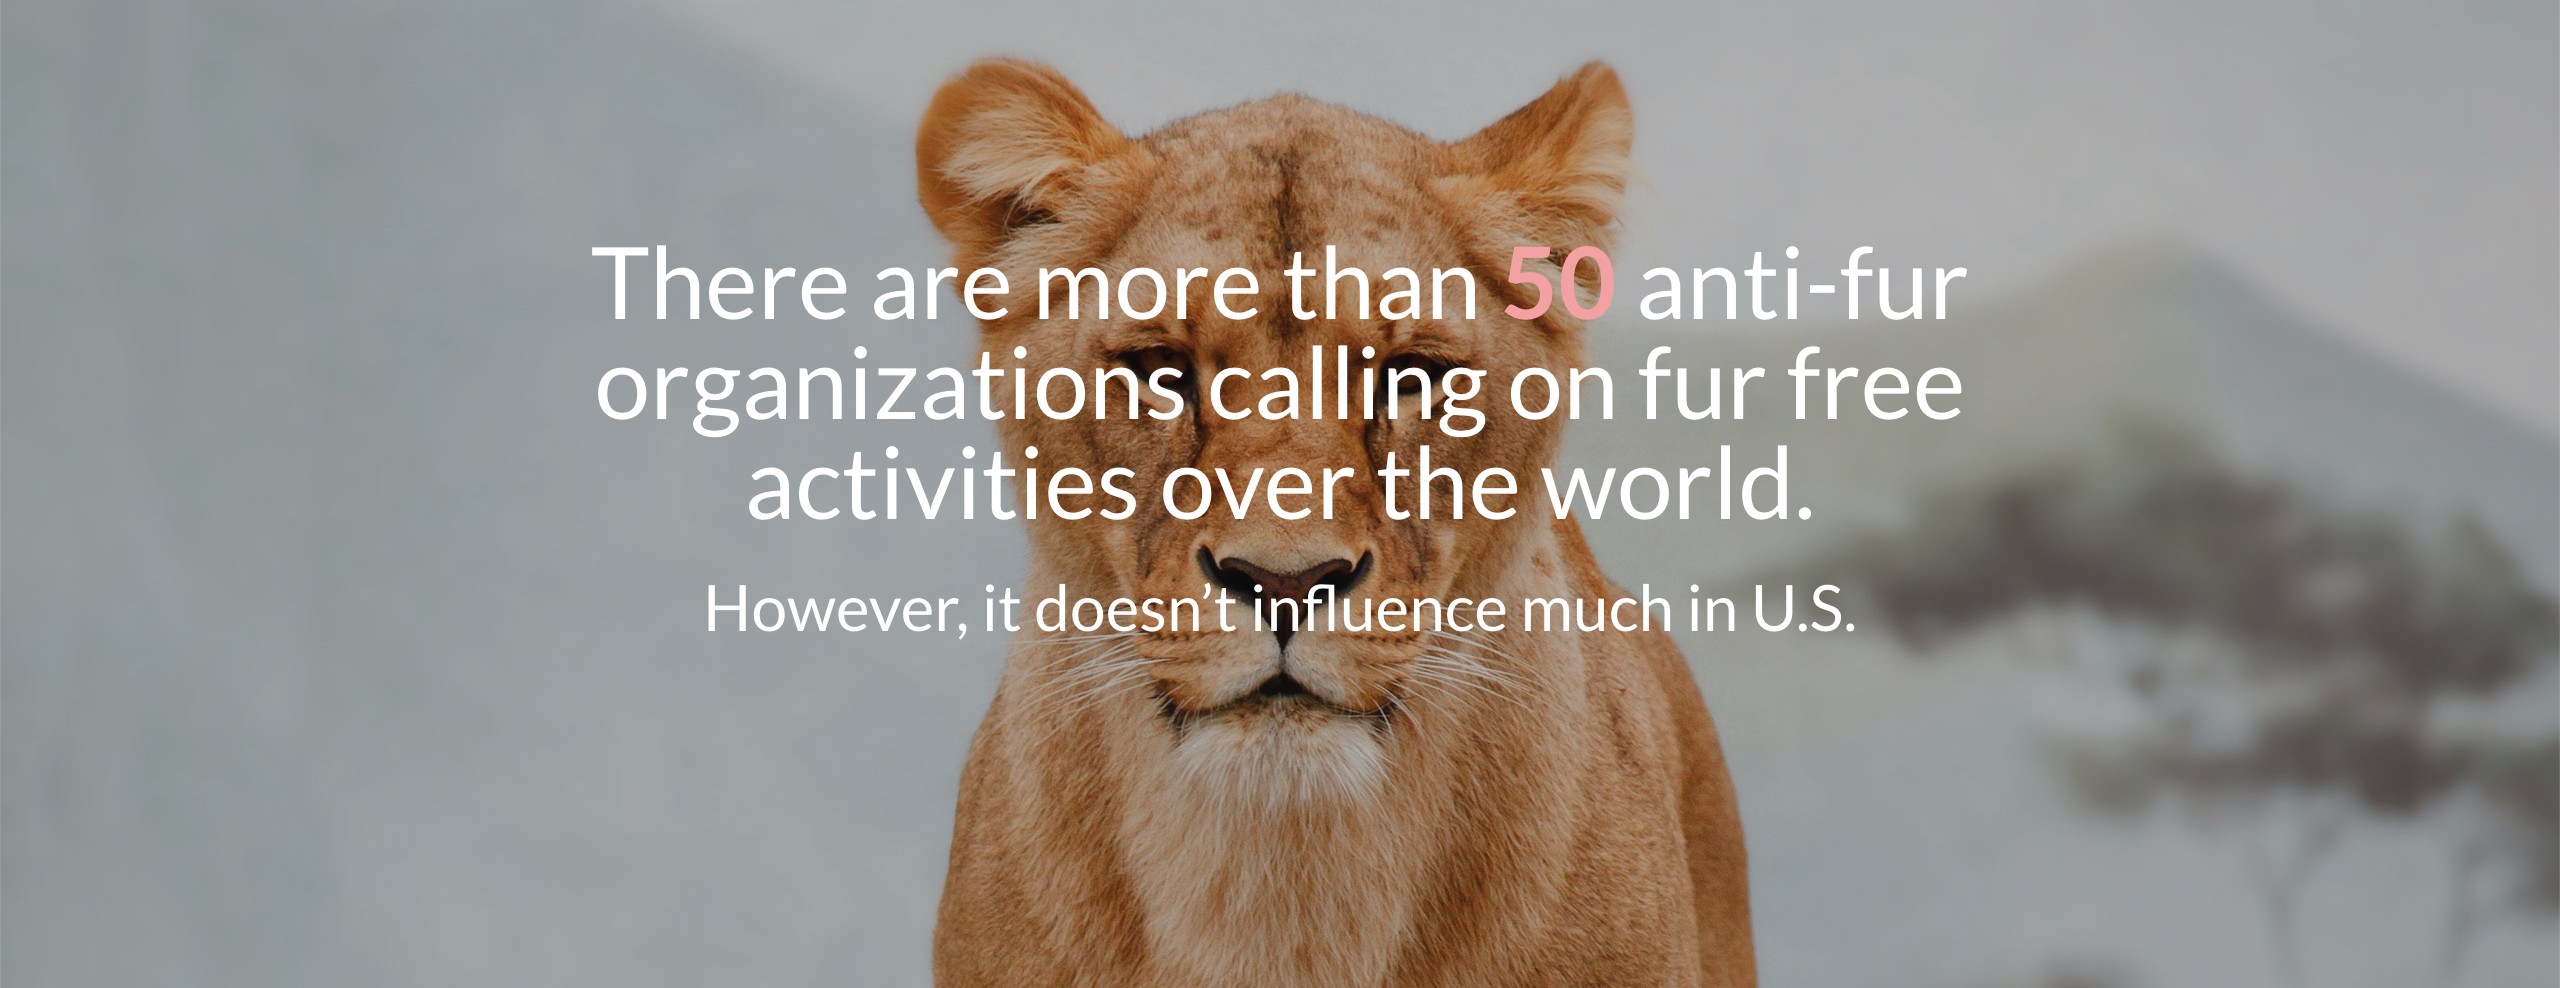 There are more than 50 anti-fur
organizations calling on fur free
activities over the world.
However, it doesn’t influence much in U.S.